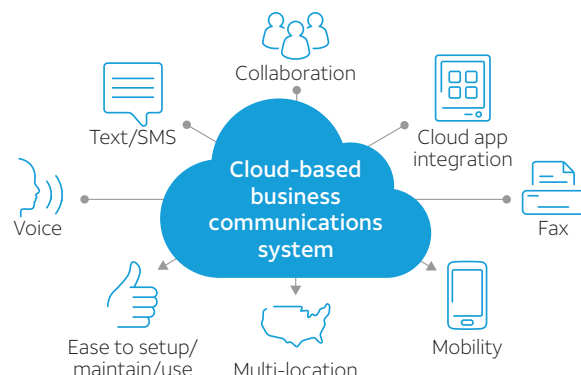 Collaboration
Text/SMS
Cloud app
integration
Cloud-based
business
communications
system
Voice
Fax
Ease to setup/
maintain/use
Multi-location
Mobility